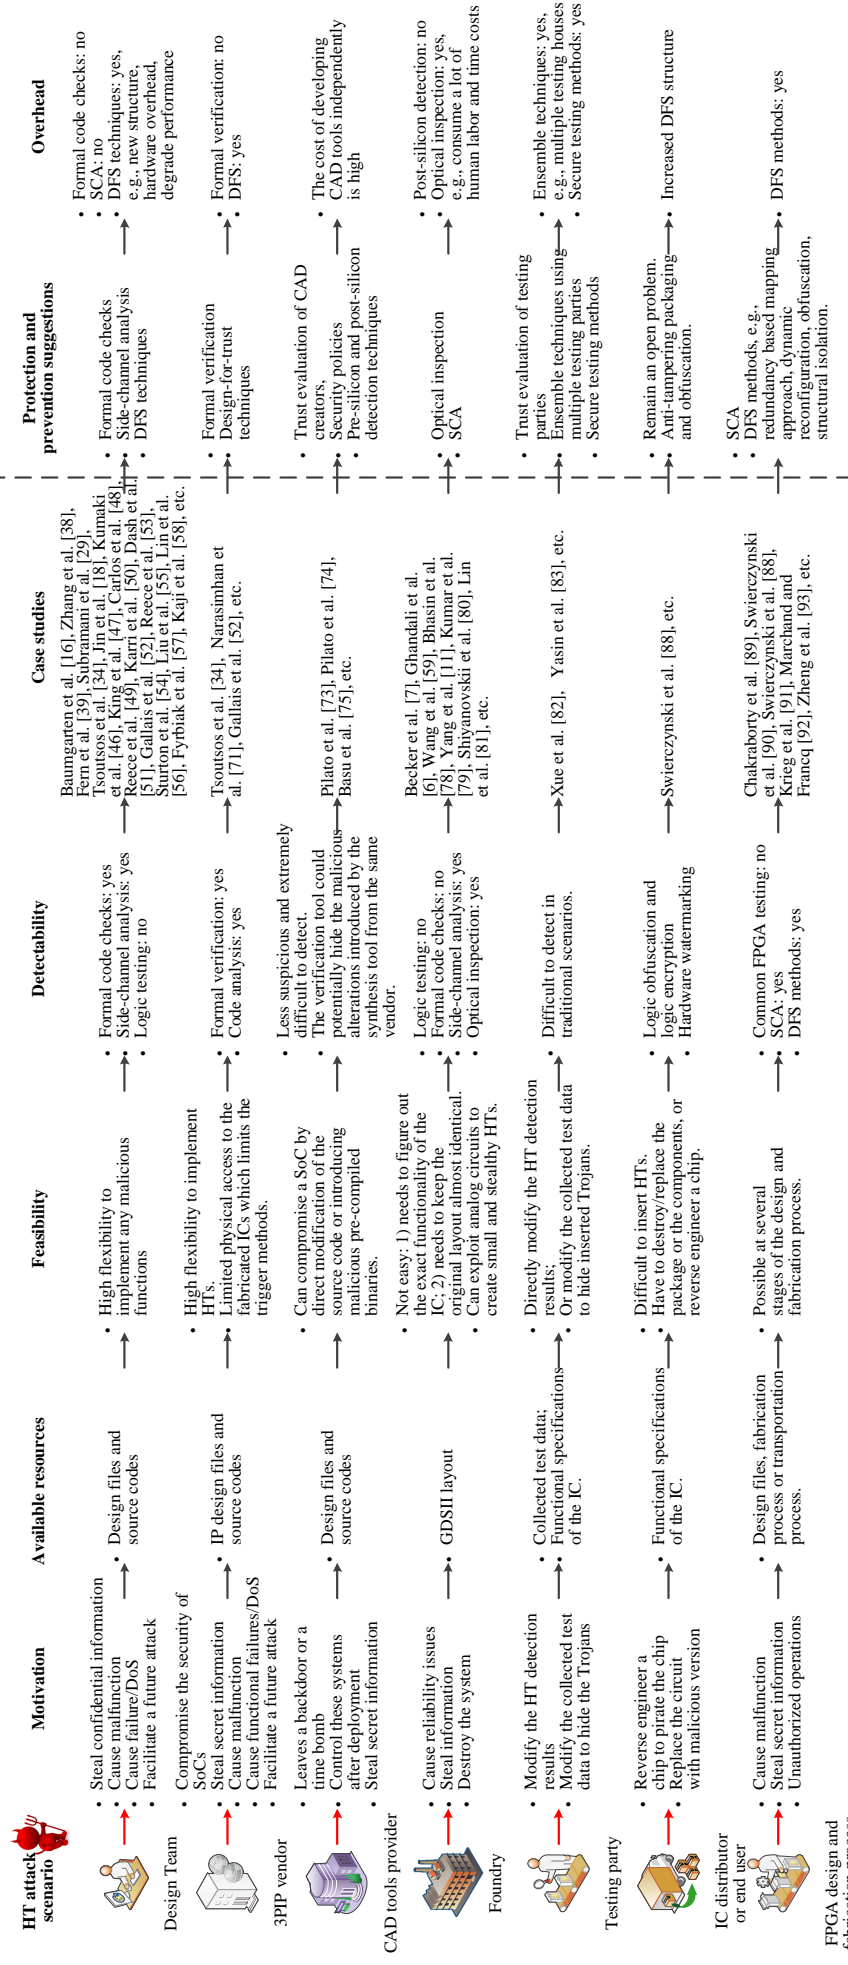 HT attack
scenario
Motivation
Available resources
Feasibility
Detectability
Case studies
Protection and
prevention suggestions
Overhead
Design Team
• Steal confidential information
• Cause malfunction
• Cause failure/DoS
• Facilitate a future attack
• Design files and
source codes
• High flexibility to
implement any malicious
functions
• Formal code checks: yes
• Side-channel analysis: yes
• Logic testing: no
Baumgarten et al. [16], Zhang et al. [38],
Fern et al. [39], Subramani et al. [29],
Tsoutsos et al. [34], Jin et al. [18], Kumaki
et al. [46], King et al. [47], Carlos et al. [48],
Reece et al. [49], Karri et al. [50], Dash et al.
[51], Gallais et al. [52], Reece et al. [53],
Sturton et al. [54], Liu et al. [55], Lin et al.
[56], Fyrbiak et al. [57], Kaji et al. [58], etc.
• Formal code checks
• Side-channel analysis
• DFS techniques
• Formal code checks: no
• SCA: no
• DFS techniques: yes,
e.g., new structure,
hardware overhead,
degrade performance
3PIP vendor
• Compromise the security of
SoCs
• Steal secret information
• Cause malfunction
• Cause functional failures/DoS
• Facilitate a future attack
• IP design files and
source codes
• High flexibility to implement
HTs.
• Limited physical access to the
fabricated ICs which limits the
trigger methods.
• Formal verification: yes
• Code analysis: yes
Tsoutsos et al. [34], Narasimhan et
al. [71], Gallais et al. [52], etc.
• Formal verification
• Design-for-trust
techniques
• Formal verification: no
• DFS: yes
CAD tools provider
• Leaves a backdoor or a
time bomb
• Control these systems
after deployment
• Steal secret information
• Design files and
source codes
• Can compromise a SoC by
direct modification of the
source code or introducing
malicious pre-compiled
binaries.
• Less suspicious and extremely
difficult to detect.
• The verification tool could
potentially hide the malicious
alterations introduced by the
synthesis tool from the same
vendor.
Pilato et al. [73], Pilato et al. [74],
Basu et al. [75], etc.
• Trust evaluation of CAD
creators,
• Security policies
• Pre-silicon and post-silicon
detection techniques
• The cost of developing
CAD tools independently
is high
Foundry
• Cause reliability issues
• Steal information
• Destroy the system
• GDSII layout
• Not easy: 1) needs to figure out
the exact functionality of the
IC; 2) needs to keep the
original layout almost identical.
• Can exploit analog circuits to
create small and stealthy HTs.
• Logic testing: no
• Formal code checks: no
• Side-channel analysis: yes
• Optical inspection: yes
Becker et al. [7], Ghandali et al.
[6], Wang et al. [59], Bhasin et al.
[78], Yang et al. [11], Kumar et al.
[79], Shiyanovskii et al. [80], Lin
et al. [81], etc.
• Optical inspection
• SCA
• Post-silicon detection: no
• Optical inspection: yes,
e.g., consume a lot of
human labor and time costs
Testing party
• Modify the HT detection
results
• Modify the collected test
data to hide the Trojans
• Collected test data;
• Functional specifications
of the IC.
• Directly modify the HT detection
results;
• Or modify the collected test data
to hide inserted Trojans.
• Difficult to detect in
traditional scenarios.
Xue et al. [82], Yasin et al. [83], etc.
• Trust evaluation of testing
parties
• Ensemble techniques using
multiple testing parties
• Secure testing methods
• Ensemble techniques: yes,
e.g., multiple testing houses
• Secure testing methods: yes
IC distributor
or end user
• Reverse engineer a
chip to pirate the chip
• Replace the circuit
with malicious version
• Functional specifications
of the IC.
• Difficult to insert HTs.
• Have to destroy/replace the
package or the components, or
reverse engineer a chip.
• Logic obfuscation and
logic encryption
• Hardware watermarking
Swierczynski et al. [88], etc.
• Remain an open problem.
• Anti-tampering packaging
and obfuscation.
• Increased DFS structure
FPGA design and
• Cause malfunction
• Steal secret information
• Unauthorized operations
• Design files, fabrication
process or transportation
process.
• Possible at several
stages of the design and
fabrication process.
• Common FPGA testing: no
• SCA: yes
• DFS methods: yes
Chakraborty et al. [89], Swierczynski
et al. [90], Swierczynski et al. [88],
Krieg et al. [91], Marchand and
Francq [92], Zheng et al. [93], etc.
• SCA
• DFS methods, e.g.,
redundancy based mapping
approach, dynamic
reconfiguration, obfuscation,
structural isolation.
• DFS methods: yes